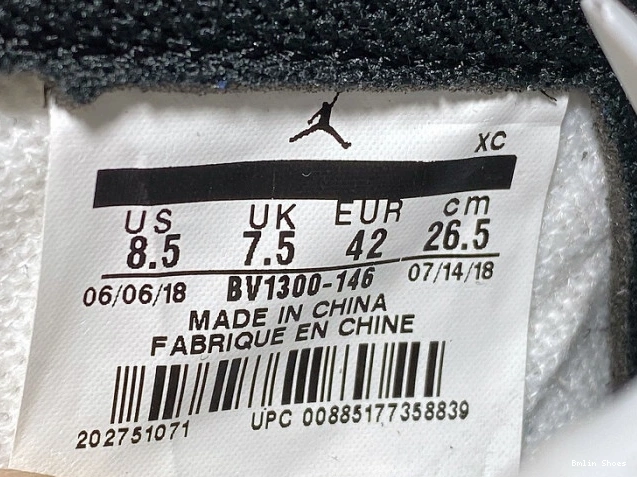 XC
US UK EUR cm
8.5 7.5 42 26.5
06/06/18 BV1300-146 07/14/18
MADE IN CHINA
FABRIQUE EN CHINE
202751071 UPC 00885177358839
Dmlin Shoes